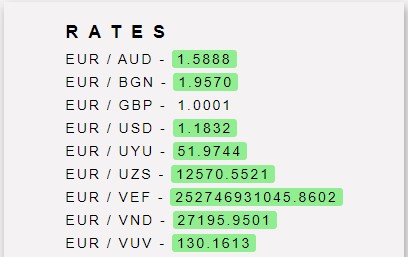 RATES
EUR / AUD - 1.5888
EUR / BGN - 1.9570
EUR / GBP - 1.0001
EUR / USD - 1.1832
EUR / UYU - 51.9744
EUR / UZS - 12570.5521
EUR / VEF - 252746931045.8602
EUR / VND - 27195.9501
EUR / VUV - 130.1613